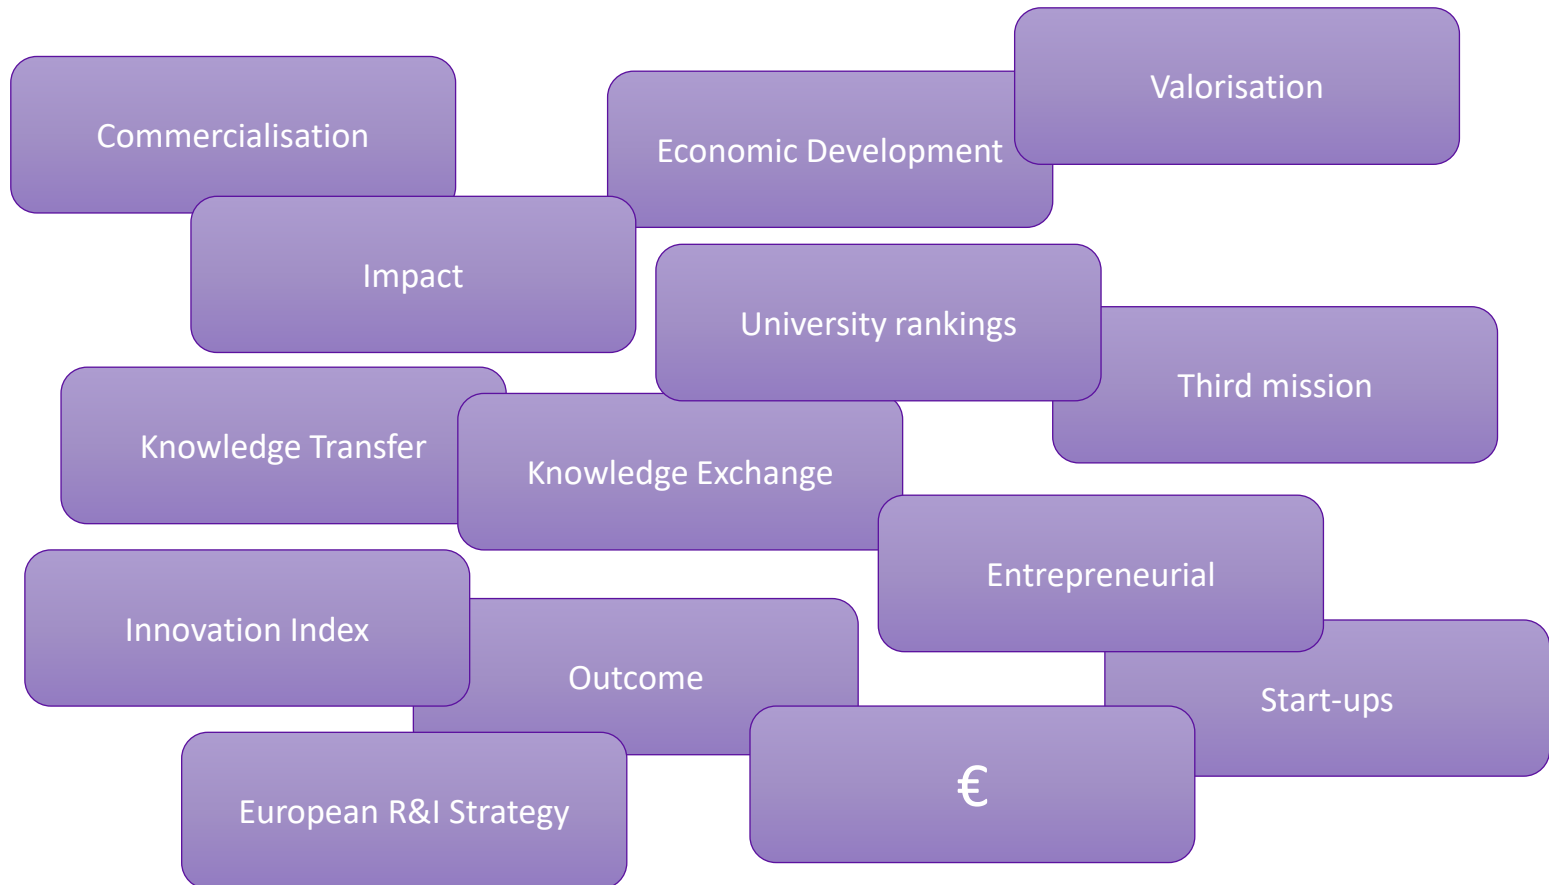 Valorisation
Commercialisation
Economic Development
Impact
University rankings
Third mission
Knowledge Transfer
Knowledge Exchange
Entrepreneurial
Innovation Index
Outcome
Start-ups
€
European R&I Strategy